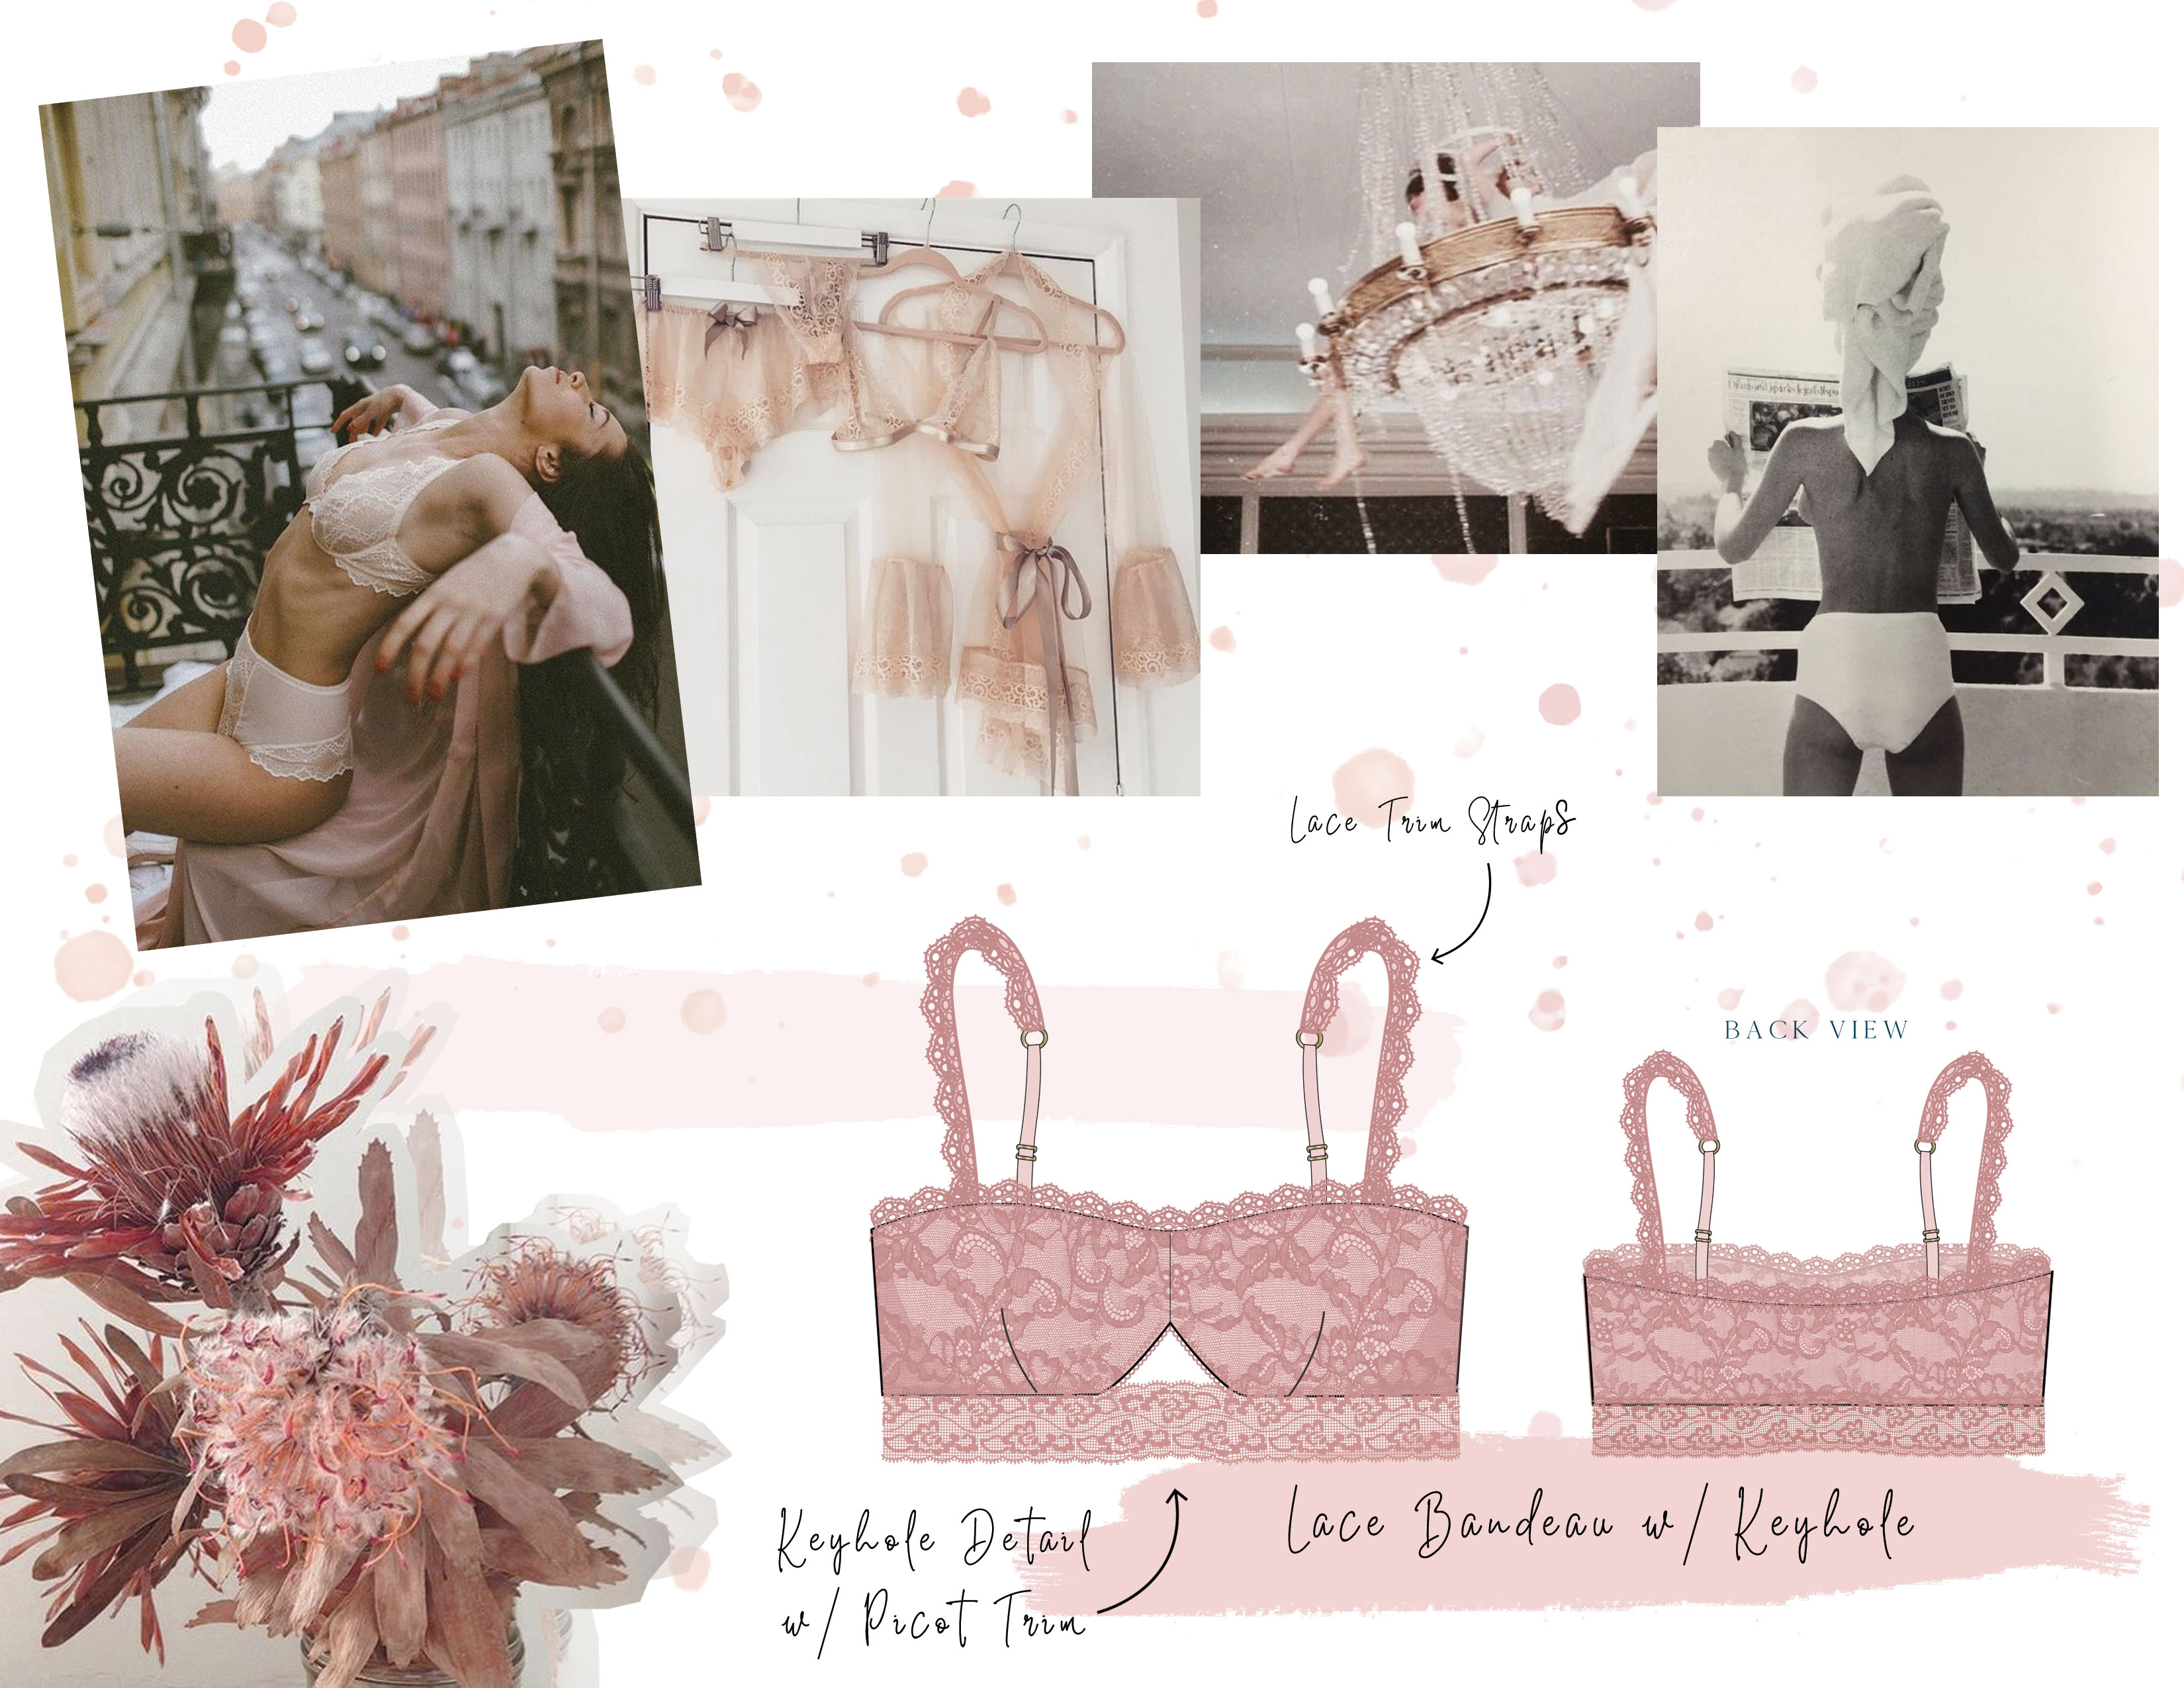 Lace Trim Straps
BACK VIEW
Keyhole Detail
w/ Picot Trim
Lace Bandeau w/ Keyhole